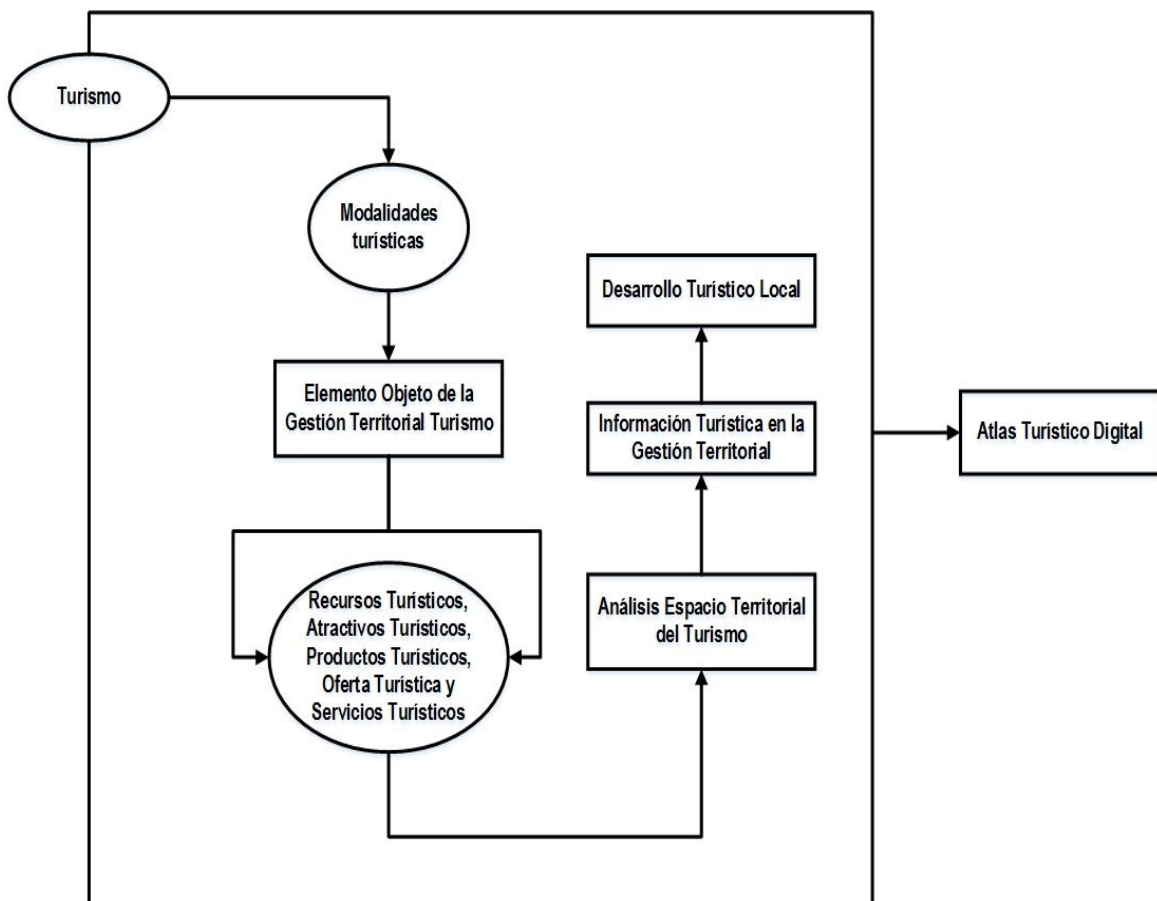 Turismo
Modalidades
turísticas
Elemento Objeto de la
Gestión Territorial Turismo
Recursos Turísticos,
Atractivos Turísticos,
Productos Turísticos,
Oferta Turística y
Servicios Turísticos
Análisis Espacio Territorial
del Turismo
Información Turística en la
Gestión Territorial
Desarrollo Turístico Local
Atlas Turístico Digital